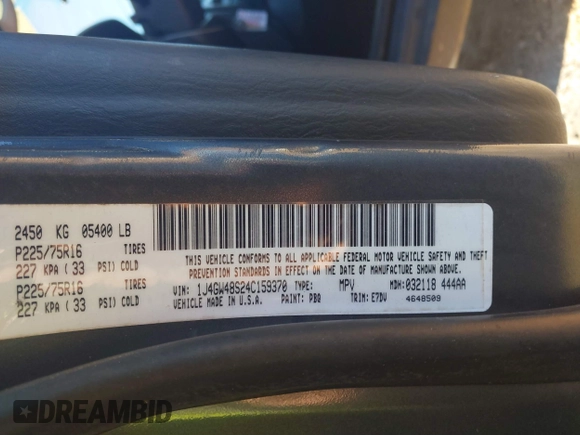 2450 KG 05400 LB
P225/75R16 TIRES
227 KPA ( 33 PSI) COLD
P225/75R16 TIRES
227 KPA ( 33 PSI) COLD
THIS VEHICLE CONFORMS TO ALL APPLICABLE FEDERAL MOTOR VEHICLE SAFETY AND THEFT
PREVENTION STANDARDS IN EFFECT ON THE DATE OF MANUFACTURE SHOWN ABOVE.
VIN: 1J4GW48S24C159370 TYPE: MPV MDH: 032118 444AA
VEHICLE MADE IN U.S.A. PAINT: PBQ TRIM: E7DV 4648509
DREAMBID